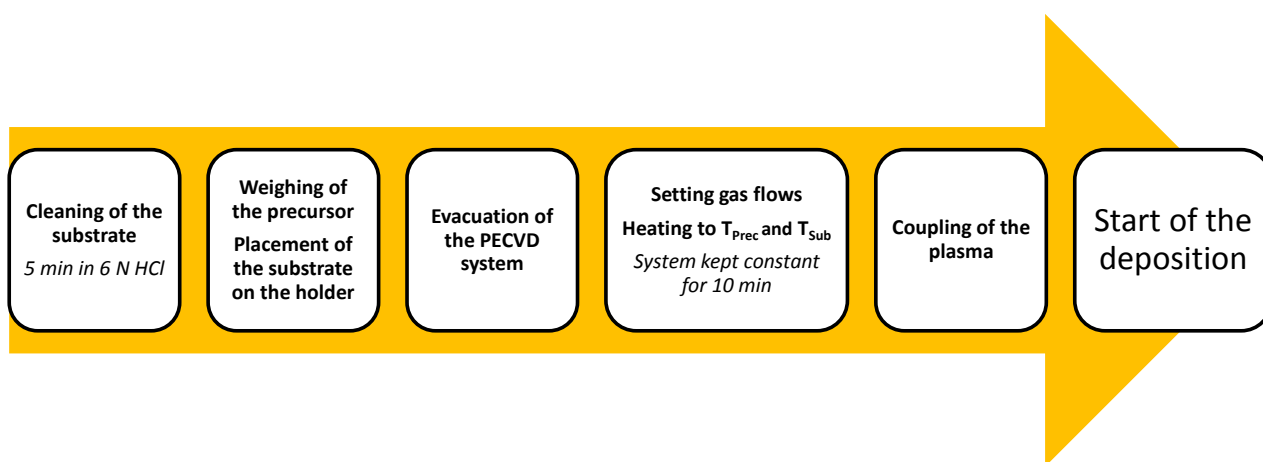 Cleaning of the
substrate
5 min in 6 N HCl
Weighing of
the precursor
Placement of
the substrate
on the holder
Evacuation of
the PECVD
system
Setting gas flows
Heating to TPrec and TSub
System kept constant
for 10 min
Coupling of the
plasma
Start of the
deposition